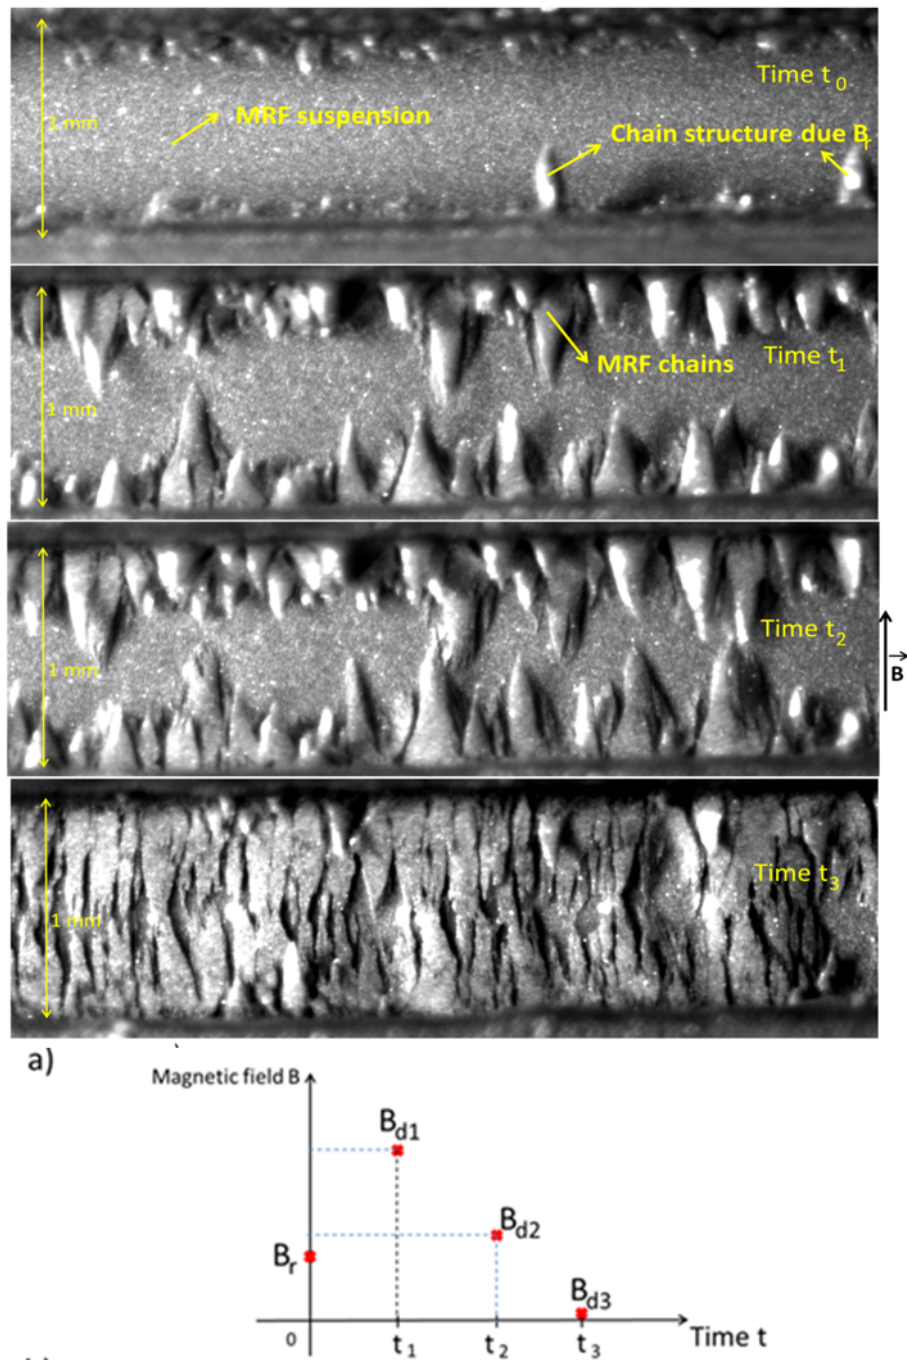 Time t0
1 mm
MRF suspension
Chain structure due Br
Time t1
MRF chains
1 mm
Time t2
1 mm
B
Time t3
1 mm
a)
Magnetic field B
Bd1
Bd2
Br
Bd3
0
t1
t2
t3
Time t